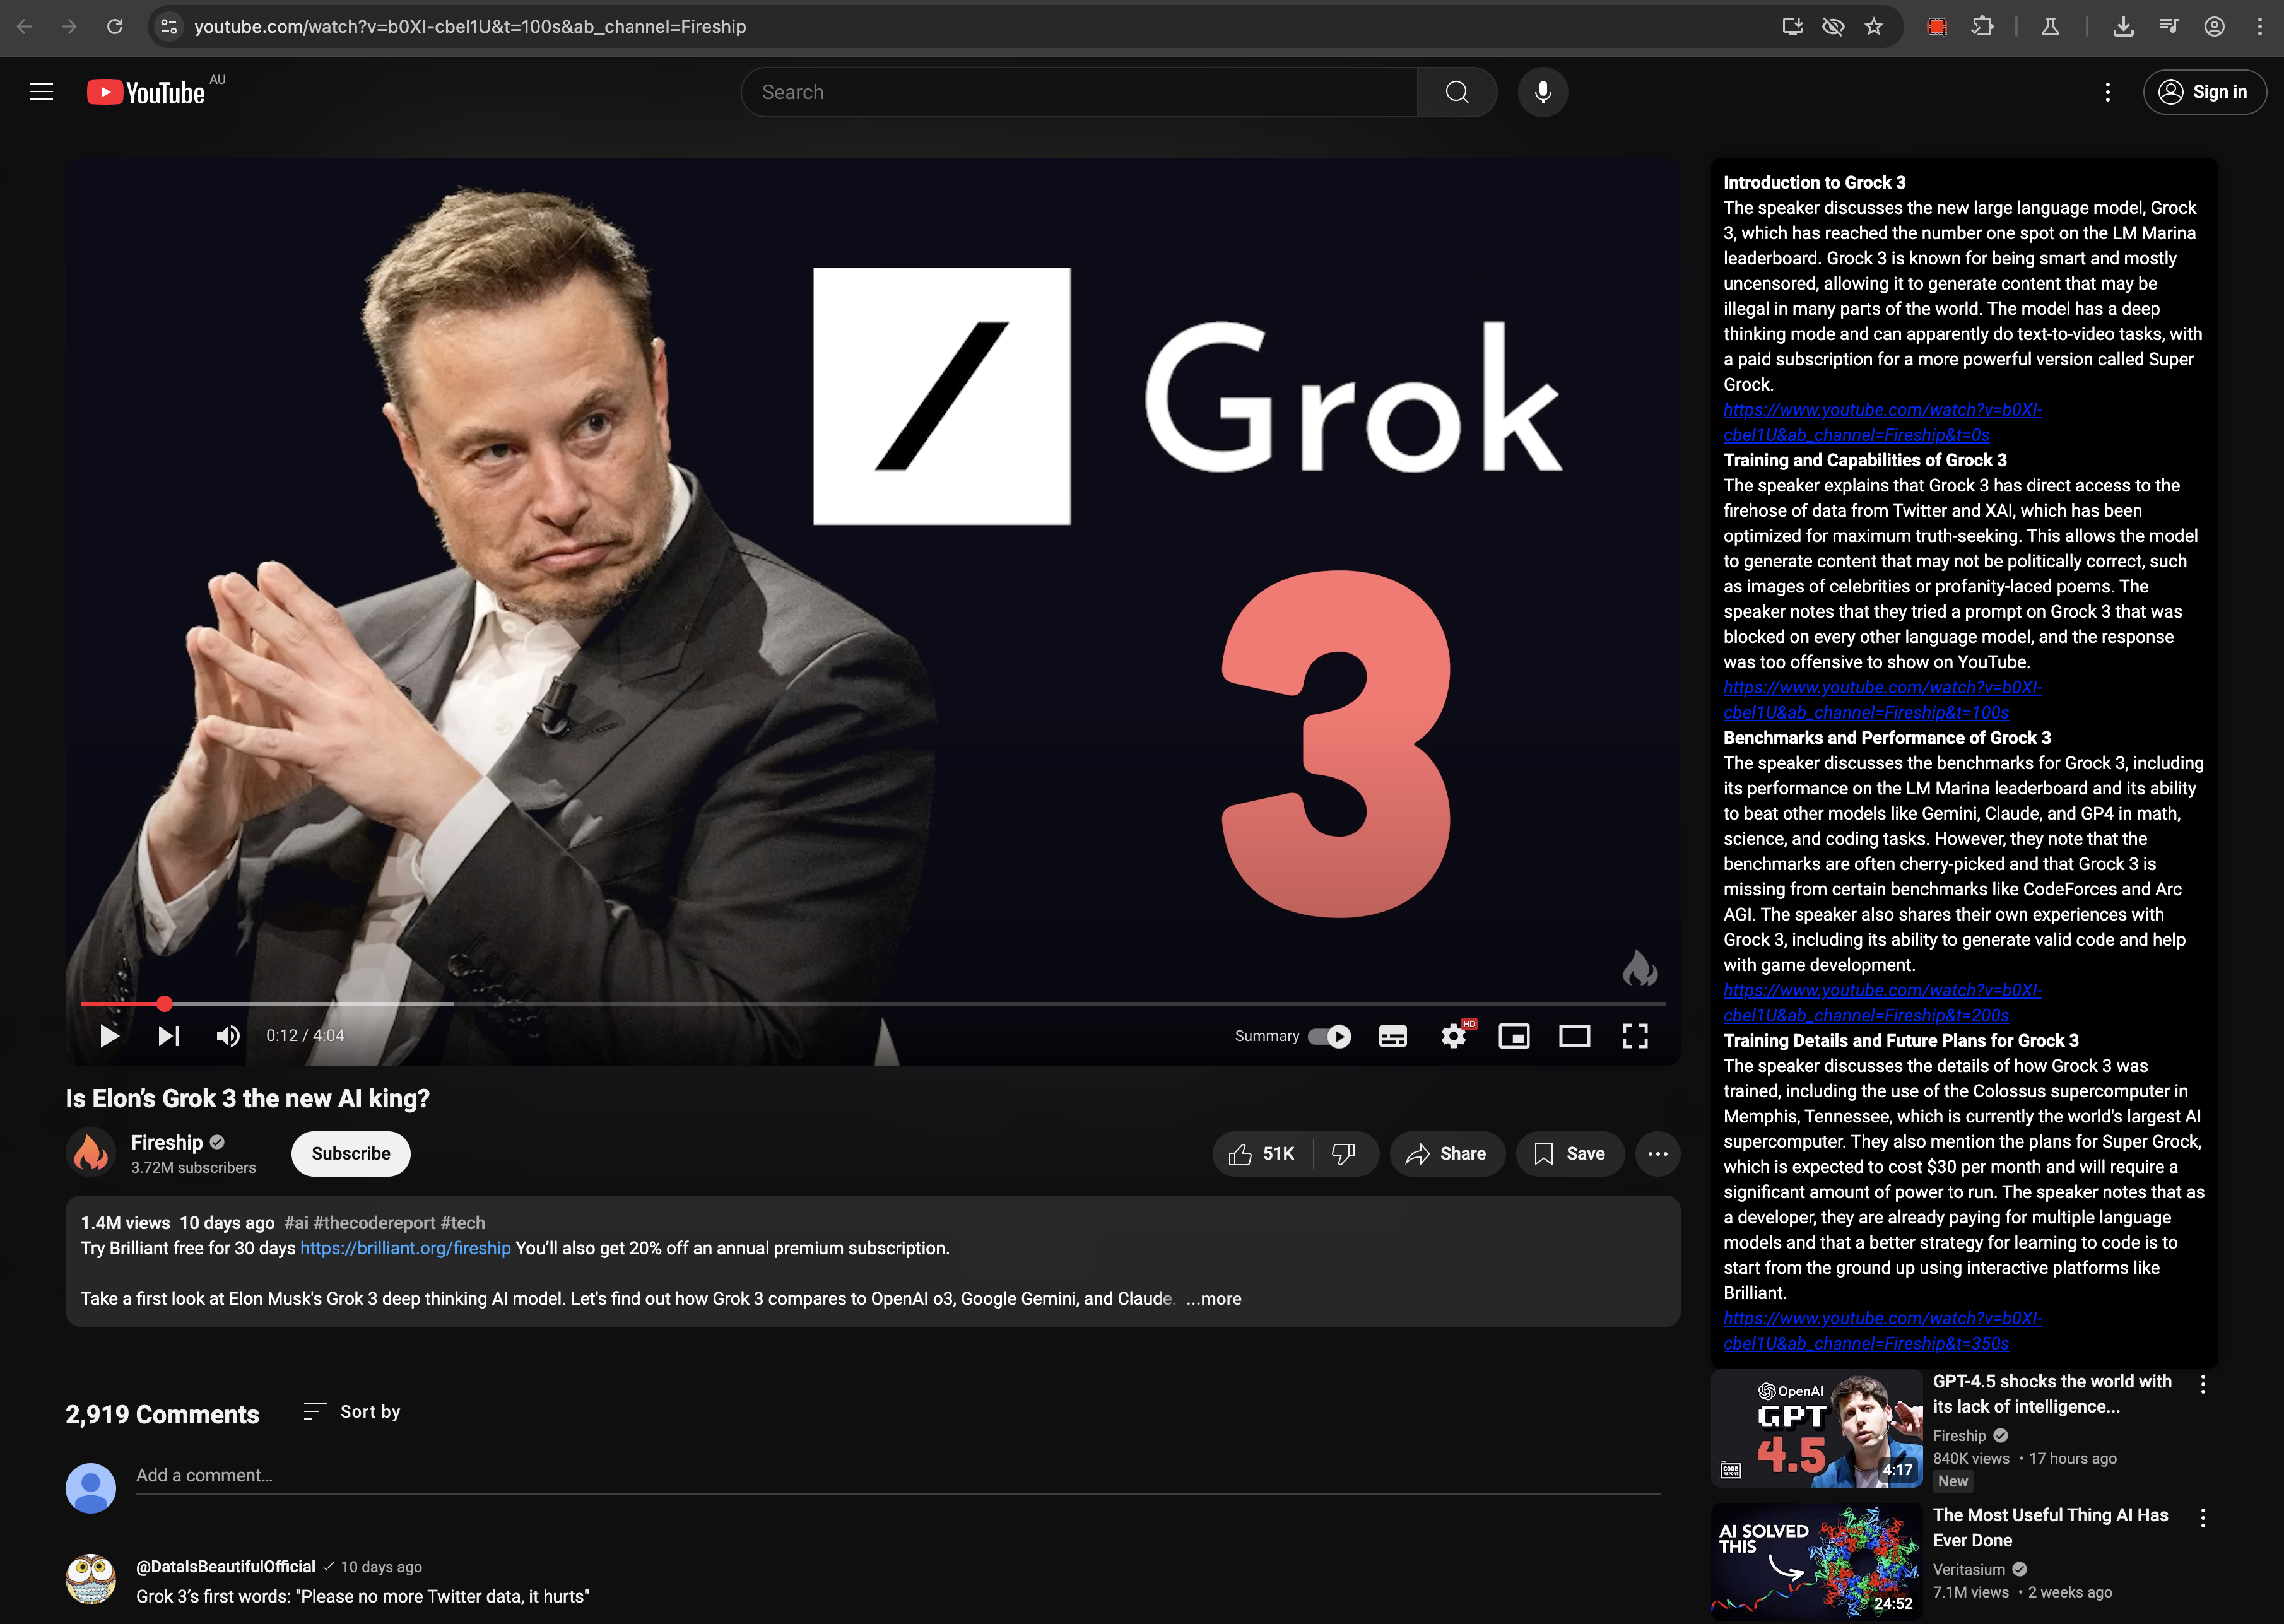 youtube.com/watch?v=b0XI-cbel1U&t=100s&ab_channel=Fireship
YouTube AU
Search
Sign in
Grok
3
0:12 / 4:04
Summary
HD
Is Elon's Grok 3 the new AI king?
Fireship
3.72M subscribers
Subscribe
51K
Share
Save
1.4M views 10 days ago #ai #thecodereport #tech
Try Brilliant free for 30 days https://brilliant.org/fireship You'll also get 20% off an annual premium subscription.
Take a first look at Elon Musk's Grok 3 deep thinking AI model. Let's find out how Grok 3 compares to OpenAI o3, Google Gemini, and Claude. ...more
2,919 Comments
Sort by
Add a comment...
@DataIsBeautifulOfficial 10 days ago
Grok 3's first words: "Please no more Twitter data, it hurts"
Introduction to Grock 3
The speaker discusses the new large language model, Grock
3, which has reached the number one spot on the LM Marina
leaderboard. Grock 3 is known for being smart and mostly
uncensored, allowing it to generate content that may be
illegal in many parts of the world. The model has a deep
thinking mode and can apparently do text-to-video tasks, with
a paid subscription for a more powerful version called Super
Grock.
https://www.youtube.com/watch?v=b0XI-
cbel1U&ab_channel=Fireship&t=0s
Training and Capabilities of Grock 3
The speaker explains that Grock 3 has direct access to the
firehose of data from Twitter and XAI, which has been
optimized for maximum truth-seeking. This allows the model
to generate content that may not be politically correct, such
as images of celebrities or profanity-laced poems. The
speaker notes that they tried a prompt on Grock 3 that was
blocked on every other language model, and the response
was too offensive to show on YouTube.
https://www.youtube.com/watch?v=b0XI-
cbel1U&ab_channel=Fireship&t=100s
Benchmarks and Performance of Grock 3
The speaker discusses the benchmarks for Grock 3, including
its performance on the LM Marina leaderboard and its ability
to beat other models like Gemini, Claude, and GP4 in math,
science, and coding tasks. However, they note that the
benchmarks are often cherry-picked and that Grock 3 is
missing from certain benchmarks like CodeForces and Arc
AGI. The speaker also shares their own experiences with
Grock 3, including its ability to generate valid code and help
with game development.
https://www.youtube.com/watch?v=b0XI-
cbel1U&ab_channel=Fireship&t=200s
Training Details and Future Plans for Grock 3
The speaker discusses the details of how Grock 3 was
trained, including the use of the Colossus supercomputer in
Memphis, Tennessee, which is currently the world's largest AI
supercomputer. They also mention the plans for Super Grock,
which is expected to cost $30 per month and will require a
significant amount of power to run. The speaker notes that as
a developer, they are already paying for multiple language
models and that a better strategy for learning to code is to
start from the ground up using interactive platforms like
Brilliant.
https://www.youtube.com/watch?v=b0XI-
cbel1U&ab_channel=Fireship&t=350s
OpenAI
GPT
4.5
CODE
REPORT
4:17
GPT-4.5 shocks the world with
its lack of intelligence...
Fireship
840K views • 17 hours ago
New
AI SOLVED
THIS
24:52
The Most Useful Thing AI Has
Ever Done
Veritasium
7.1M views • 2 weeks ago